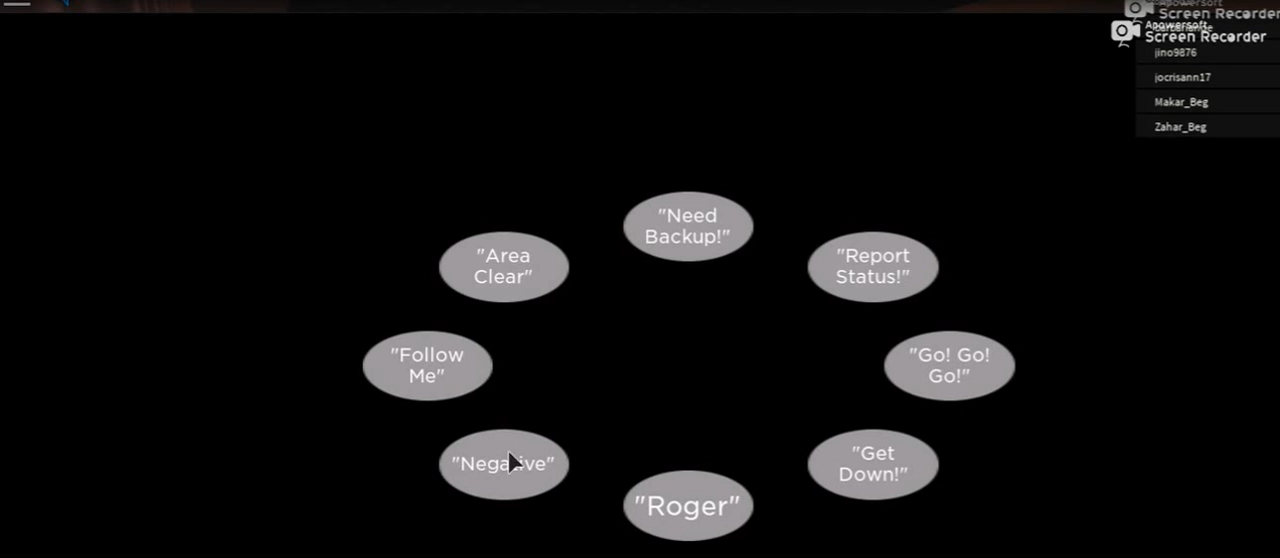 Apowersoft
Screen Recorder
Apowersoft
Screen Recorder
jino9876
jocrisann17
Makar_Beg
Zahar_Beg
"Need
Backup!"
"Area
Clear"
"Report
Status!"
"Follow
Me"
"Go! Go!
Go!"
"Negative"
"Get
Down!"
"Roger"